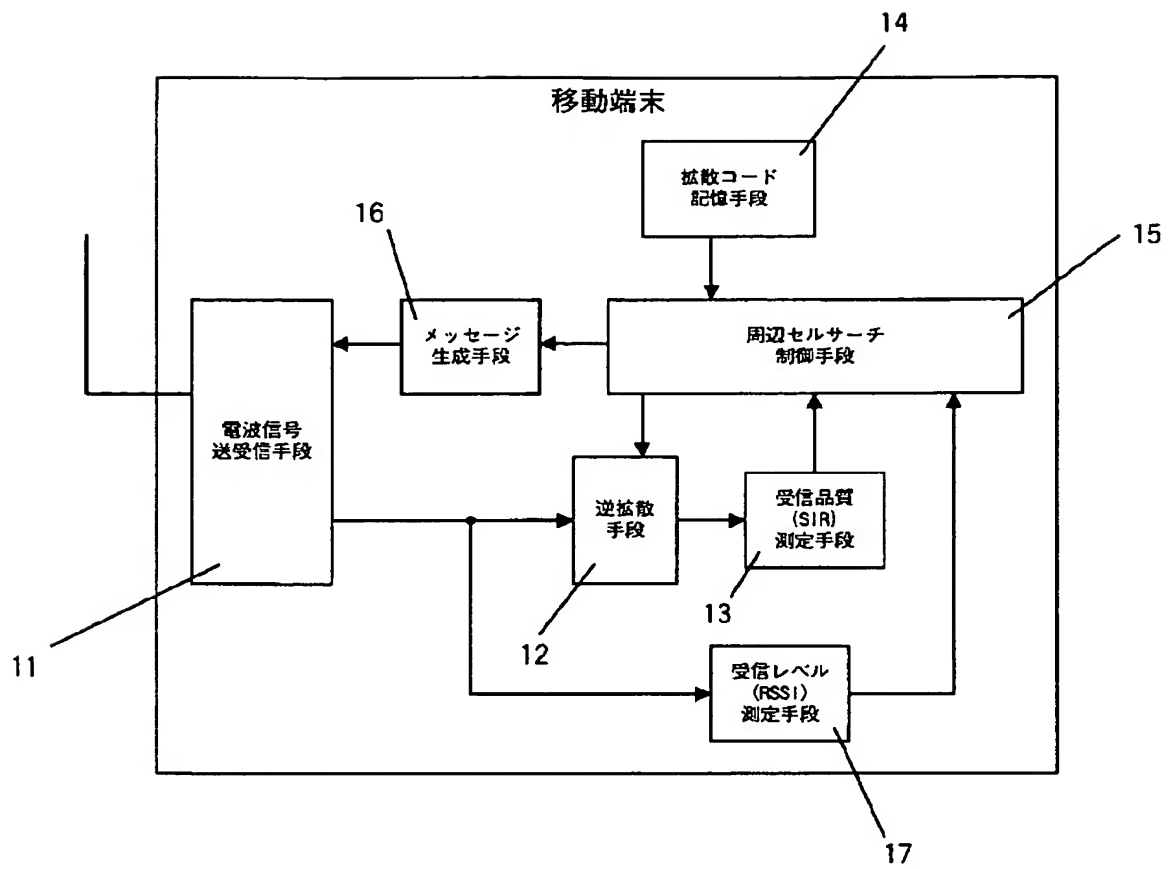 14
移動端末
拡散コード
記憶手段
16
15
メッセージ
生成手段
周辺セルサーチ
制御手段
電波信号
送受信手段
逆拡散
手段
受信品質
(SIR)
測定手段
13
12
11
受信レベル
(RSSI)
測定手段
17